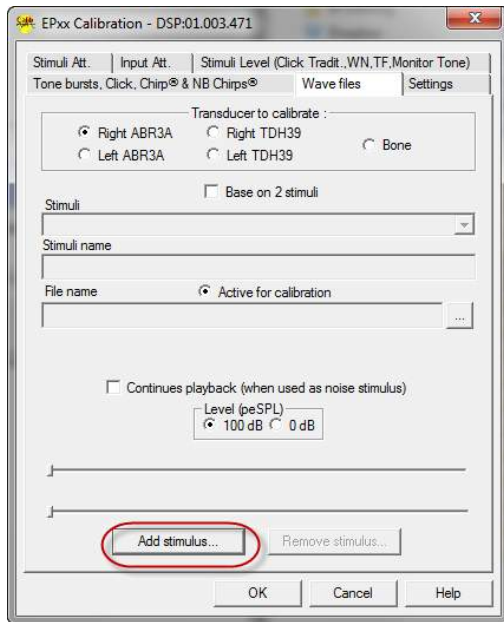 EPxx Calibration - DSP:01.003.471
Stimuli Att. Input Att. Stimuli Level (Click Tradit.,WN,TF,Monitor Tone)
Tone bursts, Click, Chirp® & NB Chirps® Wave files Settings
Transducer to calibrate :
Right ABR3A Right TDH39 Bone
Left ABR3A Left TDH39
Base on 2 stimuli
Stimuli
Stimuli name
File name Active for calibration
...
Continues playback (when used as noise stimulus)
Level (peSPL)
100 dB 0 dB
Add stimulus... Remove stimulus...
OK Cancel Help